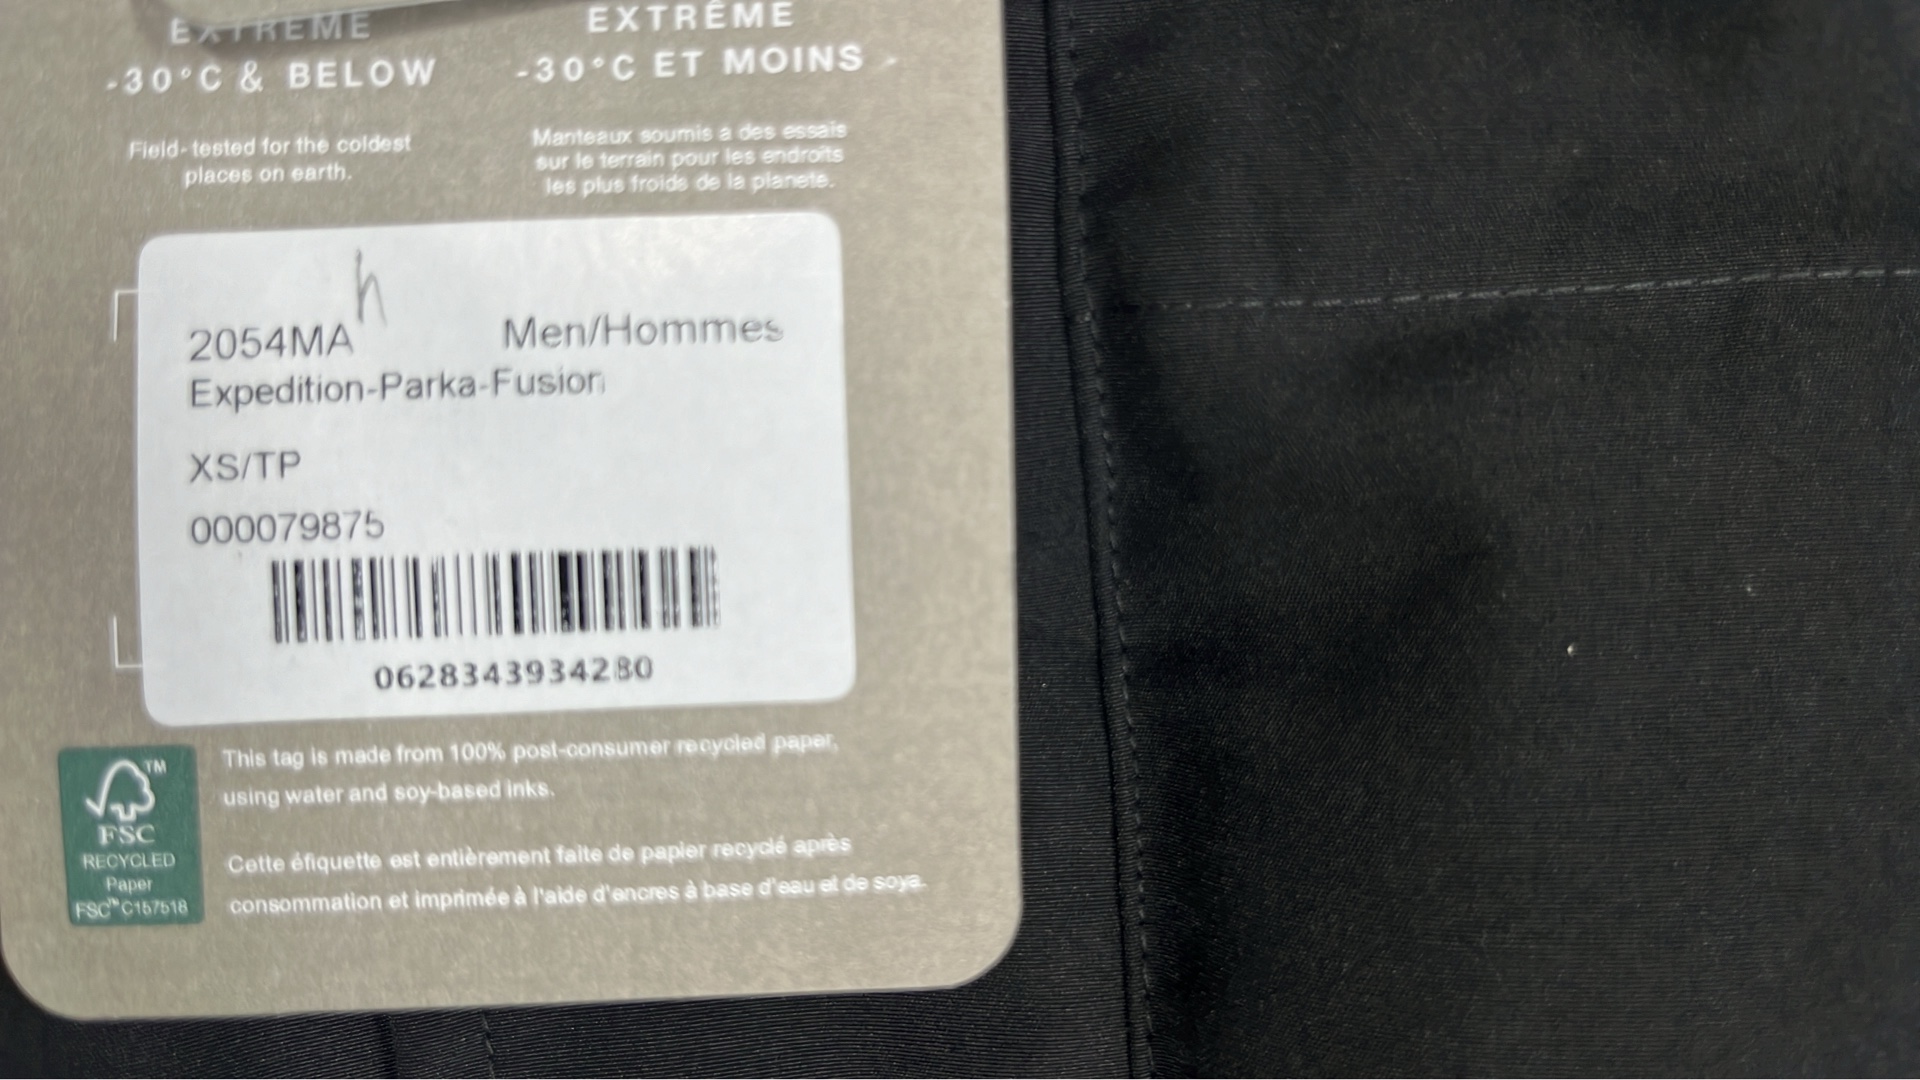 EXTREME
-30°C & BELOW
Field-tested for the coldest
places on earth.
EXTRÊME
-30°C ET MOINS
Manteaux soumis à des essais
sur le terrain pour les endroits
les plus froids de la planete.
h
2054MA Men/Hommes
Expedition-Parka-Fusion
XS/TP
000079875
0628343934280
TM
FSC
RECYCLED
Paper
FSC™ C157518
This tag is made from 100% post-consumer recycled paper,
using water and soy-based inks.
Cette éfiquette est entièrement faite de papier recyclé après
consommation et imprimée à l'aide d'encres à base d'eau et de soya.